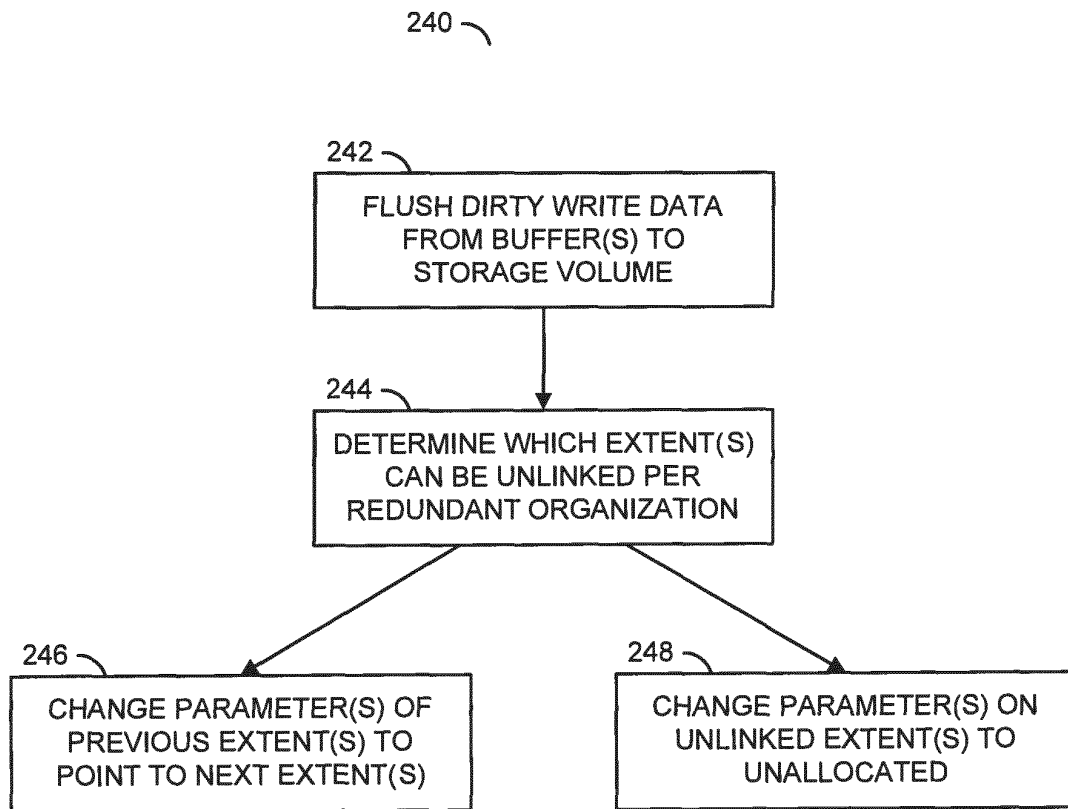 240
242
FLUSH DIRTY WRITE DATA
FROM BUFFER(S) TO
STORAGE VOLUME
244
DETERMINE WHICH EXTENT(S)
CAN BE UNLINKED PER
REDUNDANT ORGANIZATION
246
CHANGE PARAMETER(S) OF
PREVIOUS EXTENT(S) TO
POINT TO NEXT EXTENT(S)
248
CHANGE PARAMETER(S) ON
UNLINKED EXTENT(S) TO
UNALLOCATED